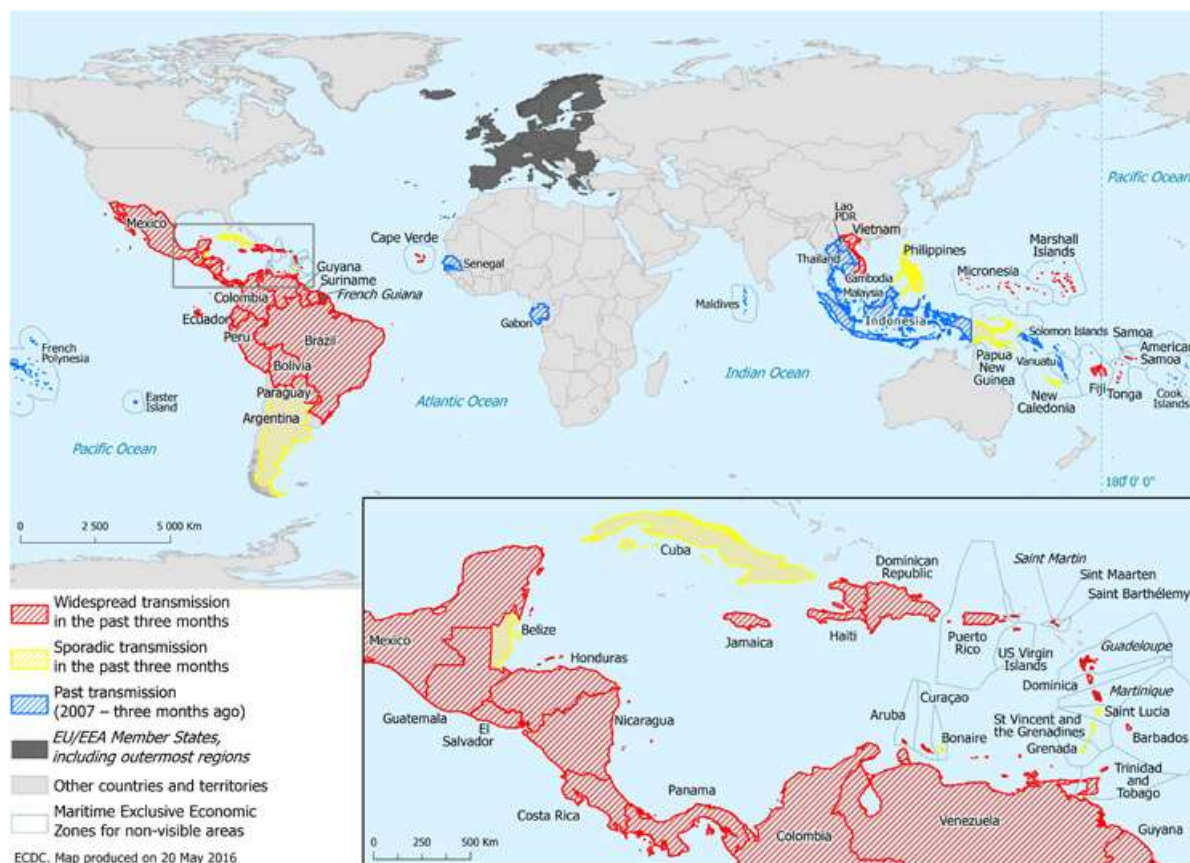 Pacific Ocean
Lao
PDR
Vietnam
Mexico
Cape Verde
Senegal
Thailand
Philippines
Marshall
Islands
Micronesia
Guyana
Suriname
French Guiana
Colombia
Cambodia
Malaysia
Maldives
Ecuador
Gabon
Indonesia
Solomon Islands
Samoa
American
Samoa
Peru
Brazil
French
Polynesia
Bolivia
Indian Ocean
Papua
New
Guinea
Vanuatu
Easter
Island
Paraguay
Atlantic Ocean
Fiji
Tonga
Cook
Islands
New
Caledonia
Argentina
Pacific Ocean
180° 0' 0"
0 2 500 5 000 Km
Cuba
Dominican
Republic
Saint Martin
Sint Maarten
Saint Barthélemy
Mexico
Belize
Jamaica
Haiti
Puerto
Rico
US Virgin
Islands
Guadeloupe
Honduras
Dominica
Martinique
Guatemala
El
Salvador
Nicaragua
Aruba
Curaçao
Bonaire
St Vincent and
the Grenadines
Grenada
Saint Lucia
Barbados
Costa Rica
Panama
Trinidad
and
Tobago
Colombia
Venezuela
Guyana
0 250 500 Km
Widespread transmission
in the past three months
Sporadic transmission
in the past three months
Past transmission
(2007 – three months ago)
EU/EEA Member States,
including outermost regions
Other countries and territories
Maritime Exclusive Economic
Zones for non-visible areas
ECDC. Map produced on 20 May 2016